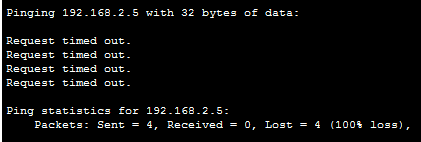 Pinging 192.168.2.5 with 32 bytes of data:
Request timed out.
Request timed out.
Request timed out.
Request timed out.
Ping statistics for 192.168.2.5:
Packets: Sent = 4, Received = 0, Lost = 4 (100% loss),